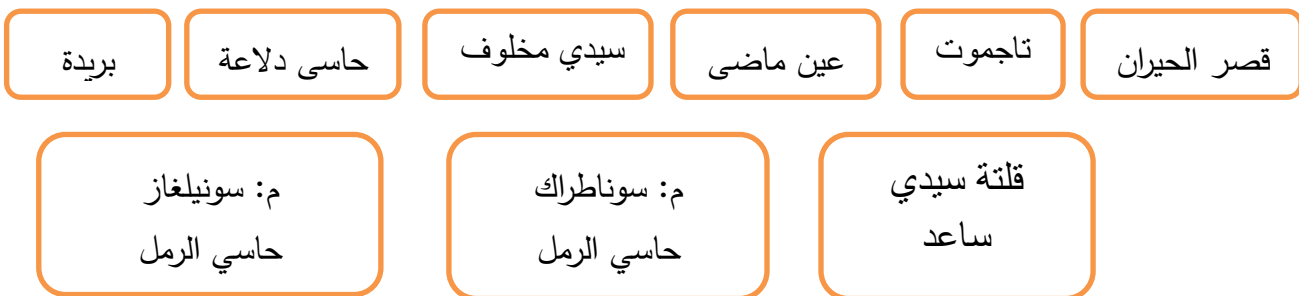 قصر الحيران
تاجموت
عين ماضى
سيدي مخلوف
حاسى دلاعة
بريدة
قلتة سيدي
ساعد
م: سوناطراك
حاسي الرمل
م: سونيلغاز
حاسي الرمل